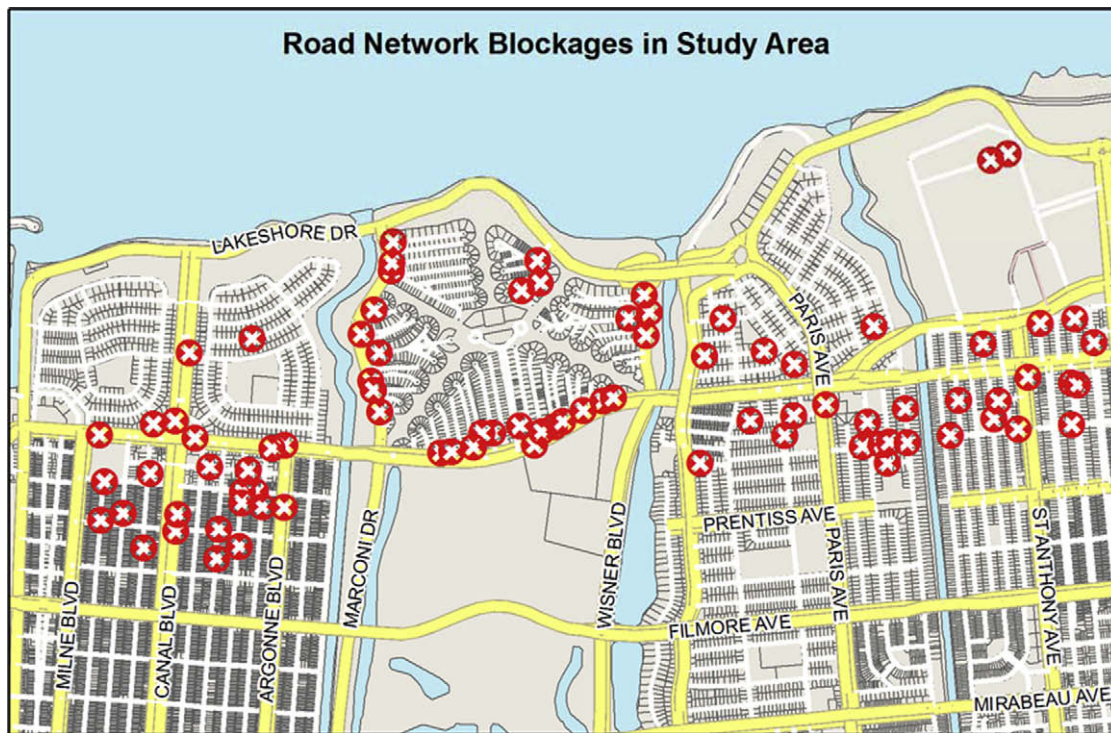 Road Network Blockages in Study Area
LAKESHORE DR
PARIS AVE
MILNE BLVD
CANAL BLVD
ARGONNE BLVD
MARCONI DR
WISNER BLVD
PRENTISS AVE
PARIS AVE
ST ANTHONY AVE
FILMORE AVE
MIRABEAU AVE